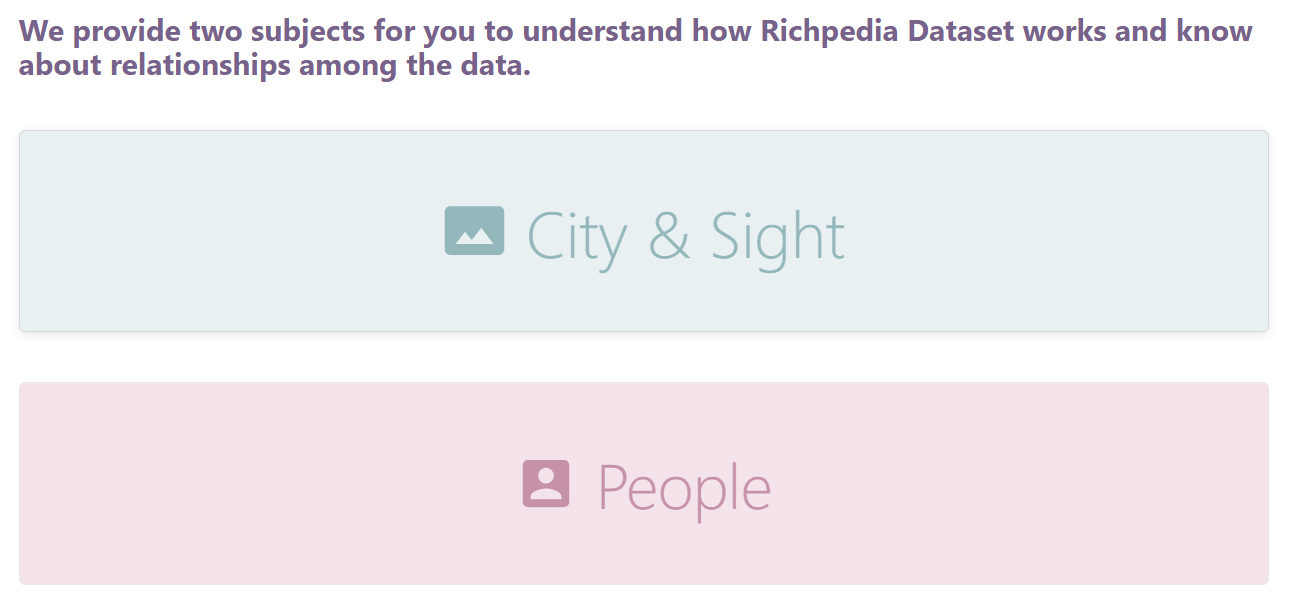 We provide two subjects for you to understand how Richpedia Dataset works and know
about relationships among the data.
City & Sight
People